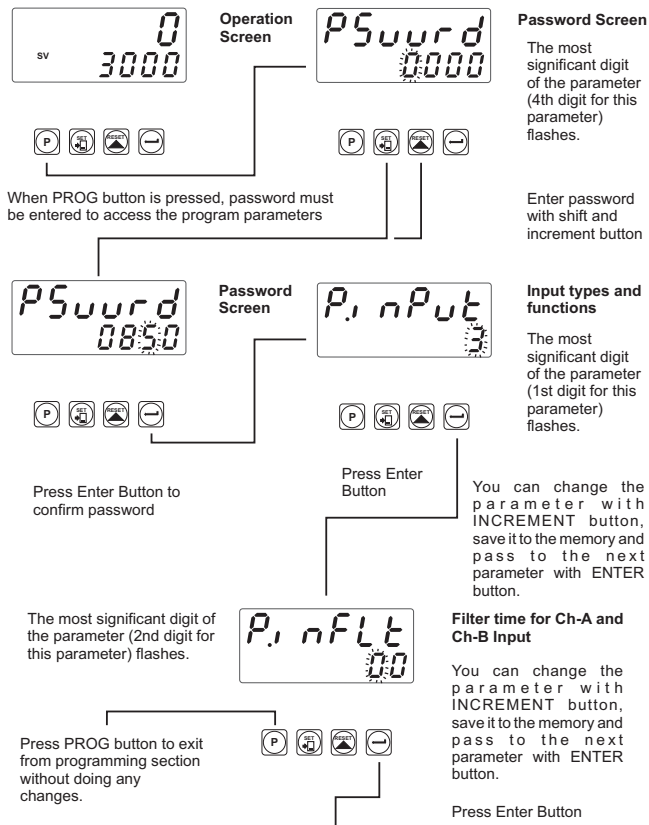 0
SV
3000
P
SET
RESET
Operation
Screen
PSwrd
0000
P
SET
RESET
Password Screen
The most
significant digit
of the parameter
(4th digit for this
parameter)
flashes.
When PROG button is pressed, password must
be entered to access the program parameters
Enter password
with shift and
increment button
PSwrd
0850
P
SET
RESET
Password
Screen
P.inPut
3
P
SET
RESET
Input types and
functions
The most
significant digit
of the parameter
(1st digit for this
parameter)
flashes.
Press Enter Button to
confirm password
Press Enter
Button
You can change the
parameter with
INCREMENT button,
save it to the memory and
pass to the next
parameter with ENTER
button.
The most significant digit of
the parameter (2nd digit for
this parameter) flashes.
P.inFLt
00
P
SET
RESET
Filter time for Ch-A and
Ch-B Input
You can change the
parameter with
INCREMENT button,
save it to the memory and
pass to the next
parameter with ENTER
button.
Press PROG button to exit
from programming section
without doing any
changes.
Press Enter Button